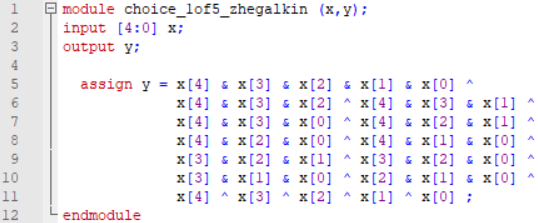 1 module choice_1of5_zhegalkin (x,y);
2 input [4:0] x;
3 output y;
4
5 assign y = x[4] & x[3] & x[2] & x[1] & x[0] ^
6 x[4] & x[3] & x[2] ^ x[4] & x[3] & x[1] ^
7 x[4] & x[3] & x[0] ^ x[4] & x[2] & x[1] ^
8 x[4] & x[2] & x[0] ^ x[4] & x[1] & x[0] ^
9 x[3] & x[2] & x[1] ^ x[3] & x[2] & x[0] ^
10 x[3] & x[1] & x[0] ^ x[2] & x[1] & x[0] ^
11 x[4] ^ x[3] ^ x[2] ^ x[1] ^ x[0] ;
12 endmodule